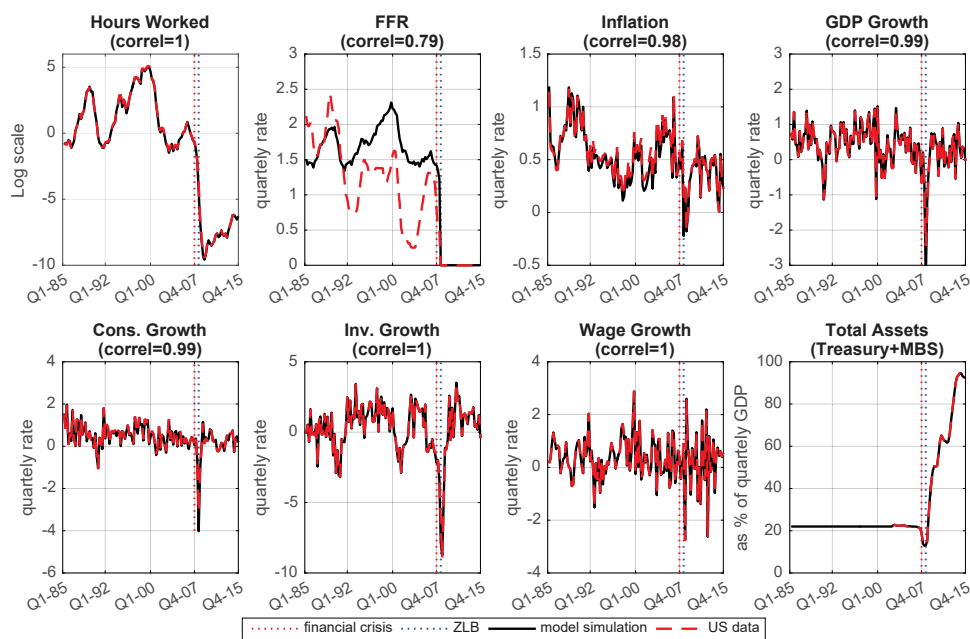 Hours Worked
(correl=1)
Log scale
5
0
-5
-10
Q1-85
Q1-92
Q1-00
Q4-07
Q4-15
FFR
(correl=0.79)
quartely rate
3
2.5
2
1.5
1
0.5
0
Q1-85
Q1-92
Q1-00
Q4-07
Q4-15
Inflation
(correl=0.98)
quartely rate
1.5
1
0.5
0
-0.5
Q1-85
Q1-92
Q1-00
Q4-07
Q4-15
GDP Growth
(correl=0.99)
quartely rate
3
2
1
0
-1
-2
-3
Q1-85
Q1-92
Q1-00
Q4-07
Q4-15
Cons. Growth
(correl=0.99)
quartely rate
4
2
0
-2
-4
-6
Q1-85
Q1-92
Q1-00
Q4-07
Q4-15
Inv. Growth
(correl=1)
quartely rate
5
0
-5
-10
Q1-85
Q1-92
Q1-00
Q4-07
Q4-15
Wage Growth
(correl=1)
quartely rate
4
2
0
-2
-4
Q1-85
Q1-92
Q1-00
Q4-07
Q4-15
Total Assets
(Treasury+MBS)
as % of quartely GDP
100
80
60
40
20
0
Q1-85
Q1-92
Q1-00
Q4-07
Q4-15
financial crisis ZLB model simulation US data